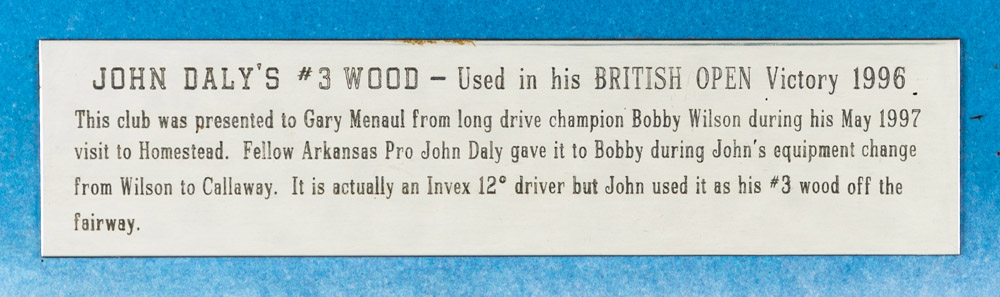 JOHN DALY'S #3 WOOD – Used in his BRITISH OPEN Victory 1996.
This club was presented to Gary Menaul from long drive champion Bobby Wilson during his May 1997
visit to Homestead. Fellow Arkansas Pro John Daly gave it to Bobby during John's equipment change
from Wilson to Callaway. It is actually an Invex 12° driver but John used it as his #3 wood off the
fairway.